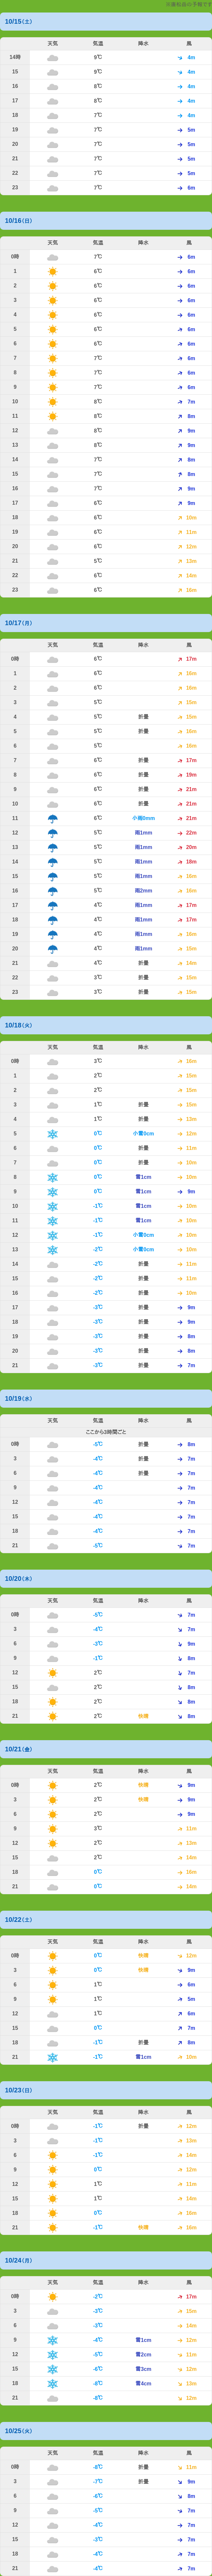 の予報です
10/15(土)
天気 気温 降水 風
14時 9℃ 4m
15 9℃ 4m
16 8℃ 4m
17 8℃ 4m
18 7℃ 4m
19 7℃ 5m
20 7℃ 5m
21 7℃ 5m
22 7℃ 5m
23 7℃ 6m
10/16(日)
天気 気温 降水 風
0時 7℃ 6m
1 6℃ 6m
2 6℃ 6m
3 6℃ 6m
4 6℃ 6m
5 6℃ 6m
6 7℃ 6m
7 7℃ 6m
8 7℃ 6m
9 7℃ 6m
10 8℃ 7m
11 8℃ 8m
12 8℃ 9m
13 8℃ 9m
14 7℃ 8m
15 7℃ 8m
16 7℃ 9m
17 6℃ 9m
18 6℃ 10m
19 6℃ 11m
20 6℃ 12m
21 5℃ 13m
22 6℃ 14m
23 6℃ 16m
10/17(月)
天気 気温 降水 風
0時 6℃ 17m
1 6℃ 16m
2 6℃ 16m
3 5℃ 15m
4 5℃ 折曇 15m
5 5℃ 折曇 16m
6 5℃ 16m
7 6℃ 折曇 17m
8 6℃ 折曇 19m
9 6℃ 折曇 21m
10 6℃ 折曇 21m
11 6℃ 小雨0mm 21m
12 5℃ 雨1mm 22m
13 5℃ 雨1mm 20m
14 5℃ 雨1mm 18m
15 5℃ 雨1mm 16m
16 5℃ 雨2mm 16m
17 4℃ 雨1mm 17m
18 4℃ 雨1mm 17m
19 4℃ 雨1mm 16m
20 4℃ 雨1mm 15m
21 4℃ 折曇 14m
22 3℃ 折曇 15m
23 3℃ 折曇 15m
10/18(火)
天気 気温 降水 風
0時 3℃ 16m
1 2℃ 15m
2 2℃ 15m
3 1℃ 折曇 15m
4 1℃ 折曇 13m
5 0℃ 小雪0cm 12m
6 0℃ 折曇 11m
7 0℃ 折曇 10m
8 0℃ 雪1cm 10m
9 0℃ 雪1cm 9m
10 -1℃ 雪1cm 10m
11 -1℃ 雪1cm 10m
12 -1℃ 小雪0cm 10m
13 -2℃ 小雪0cm 10m
14 -2℃ 折曇 11m
15 -2℃ 折曇 11m
16 -2℃ 折曇 10m
17 -3℃ 折曇 9m
18 -3℃ 折曇 9m
19 -3℃ 折曇 8m
20 -3℃ 折曇 8m
21 -3℃ 折曇 7m
10/19(水)
天気 気温 降水 風
ここから3時間ごと
0時 -5℃ 折曇 8m
3 -4℃ 折曇 7m
6 -4℃ 折曇 7m
9 -4℃ 7m
12 -4℃ 7m
15 -4℃ 7m
18 -4℃ 7m
21 -5℃ 7m
10/20(木)
天気 気温 降水 風
0時 -5℃ 7m
3 -4℃ 7m
6 -3℃ 9m
9 -1℃ 8m
12 2℃ 7m
15 2℃ 8m
18 2℃ 8m
21 2℃ 快晴 8m
10/21(金)
天気 気温 降水 風
0時 2℃ 快晴 9m
3 2℃ 快晴 9m
6 2℃ 9m
9 3℃ 11m
12 2℃ 13m
15 2℃ 14m
18 0℃ 16m
21 0℃ 14m
10/22(土)
天気 気温 降水 風
0時 0℃ 快晴 12m
3 0℃ 快晴 9m
6 1℃ 6m
9 1℃ 5m
12 1℃ 6m
15 0℃ 7m
18 -1℃ 折曇 8m
21 -1℃ 雪1cm 10m
10/23(日)
天気 気温 降水 風
0時 -1℃ 折曇 12m
3 -1℃ 13m
6 -1℃ 14m
9 0℃ 12m
12 1℃ 11m
15 1℃ 14m
18 0℃ 16m
21 -1℃ 快晴 16m
10/24(月)
天気 気温 降水 風
0時 -2℃ 17m
3 -3℃ 15m
6 -3℃ 14m
9 -4℃ 雪1cm 12m
12 -5℃ 雪2cm 11m
15 -6℃ 雪3cm 12m
18 -8℃ 雪4cm 13m
21 -8℃ 12m
10/25(火)
天気 気温 降水 風
0時 -8℃ 折曇 11m
3 -7℃ 折曇 9m
6 -6℃ 8m
9 -5℃ 7m
12 -4℃ 7m
15 -3℃ 7m
18 -4℃ 7m
21 -4℃ 7m